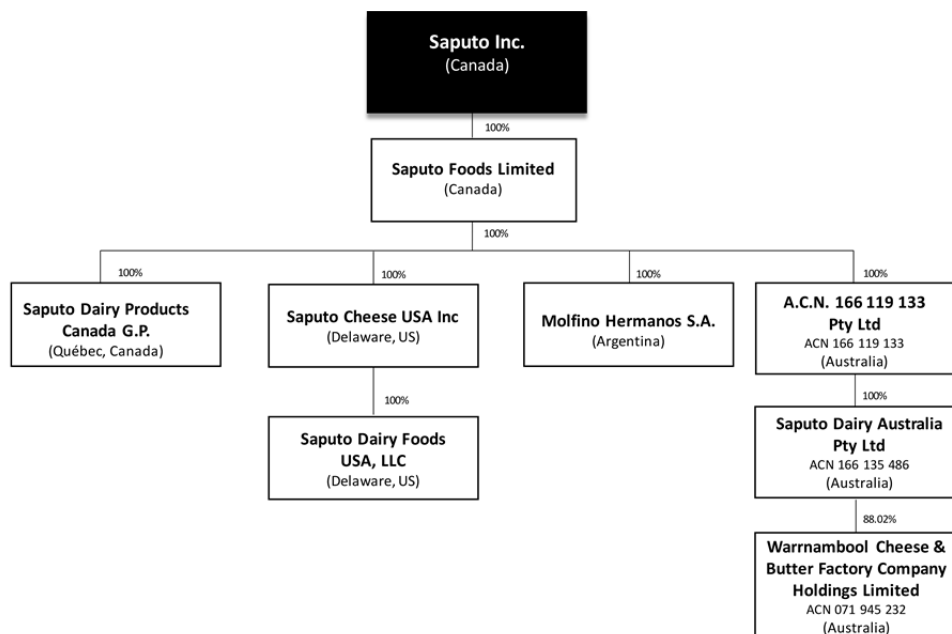 Saputo Inc.
(Canada)
100%
Saputo Foods Limited
(Canada)
100%
100%
100%
100%
100%
Saputo Dairy Products
Canada G.P.
(Québec, Canada)
Saputo Cheese USA Inc
(Delaware, US)
Molfino Hermanos S.A.
(Argentina)
A.C.N. 166 119 133
Pty Ltd
ACN 166 119 133
(Australia)
100%
100%
Saputo Dairy Foods
USA, LLC
(Delaware, US)
Saputo Dairy Australia
Pty Ltd
ACN 166 135 486
(Australia)
88.02%
Warrnambool Cheese &
Butter Factory Company
Holdings Limited
ACN 071 945 232
(Australia)